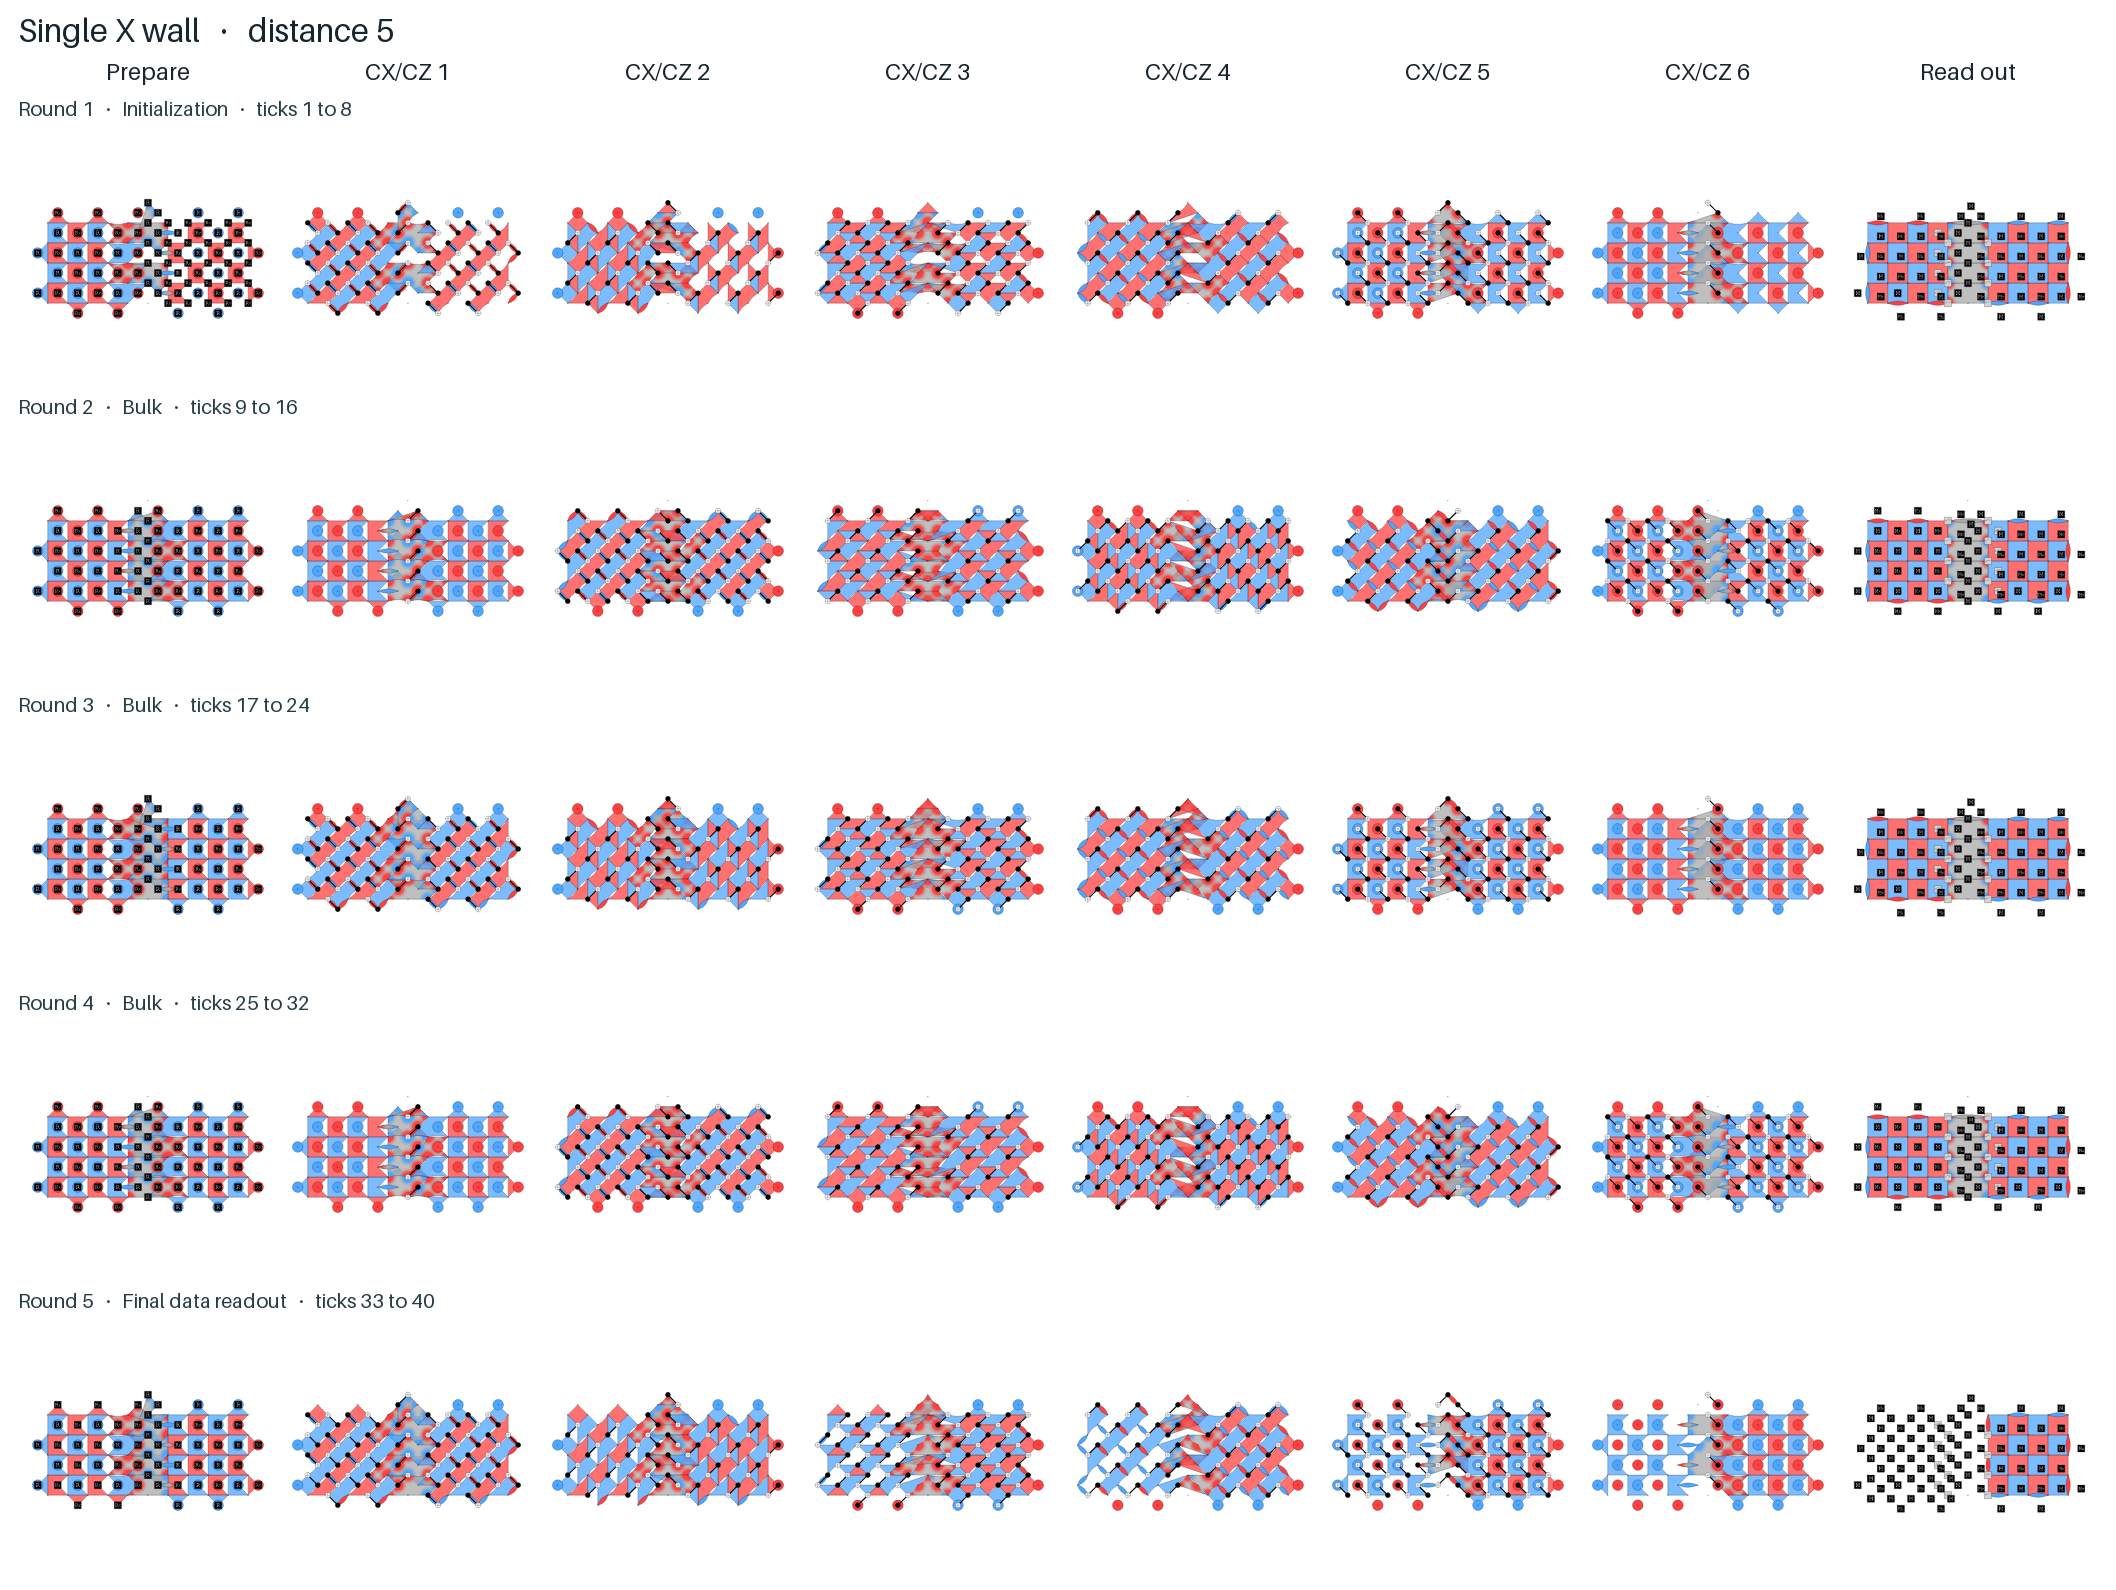 Single X wall · distance 5
Prepare CX/CZ 1 CX/CZ 2 CX/CZ 3 CX/CZ 4 CX/CZ 5 CX/CZ 6 Read out
Round 1 · Initialization · ticks 1 to 8
Round 2 · Bulk · ticks 9 to 16
Round 3 · Bulk · ticks 17 to 24
Round 4 · Bulk · ticks 25 to 32
Round 5 · Final data readout · ticks 33 to 40